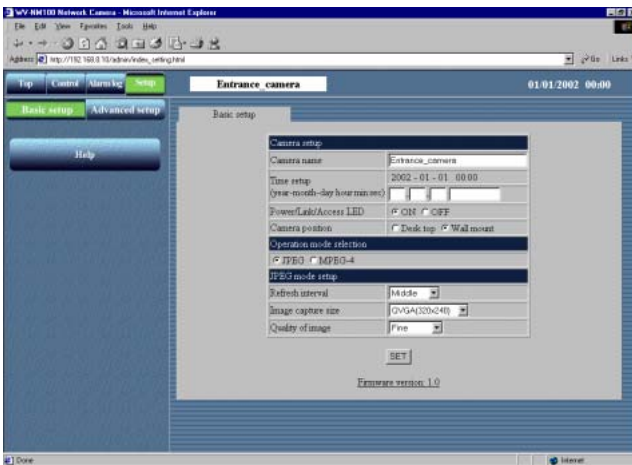 WV-NM100 Network Camera - Microsoft Internet Explorer
File Edit View Favorites Tools Help
Address http://192.168.0.10/admin/index_setting.html Go Links
Top Control Alarm log Setup Entrance_camera 01/01/2002 00:00
Basic setup Advanced setup
Help
Basic setup
Camera setup
Camera name Entrance_camera
Time setup 2002 - 01 - 01 00:00
(year-month-day hour:min:sec) - -
Power/Link/Access LED ON OFF
Camera position Desk top Wall mount
Operation mode selection
JPEG MPEG-4
JPEG mode setup
Refresh interval Middle
Image capture size QVGA(320x240)
Quality of image Fine
SET
Firmware version: 1.0
Done Internet